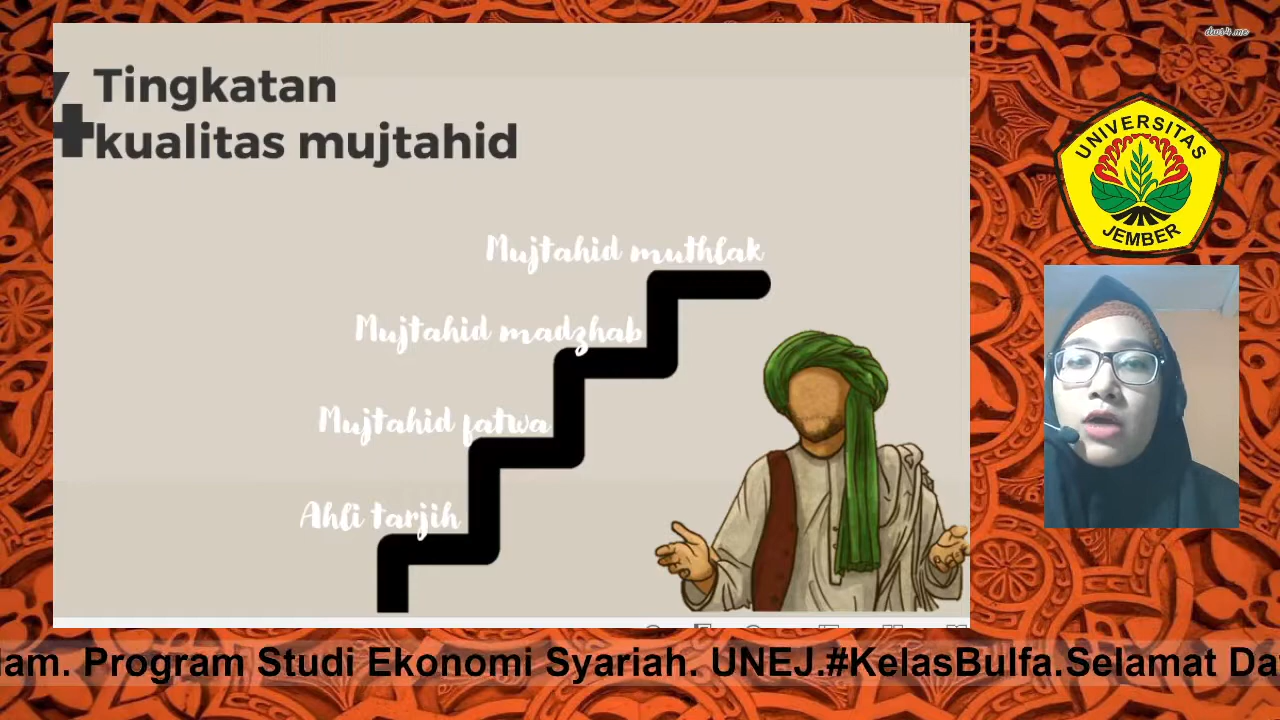 4 Tingkatan
kualitas mujtahid
Mujtahid muthlak
Mujtahid madzhab
Mujtahid fatwa
Ahli tarjih
UNIVERSITAS
JEMBER
lam. Program Studi Ekonomi Syariah. UNEJ.#KelasBulfa.Selamat Da